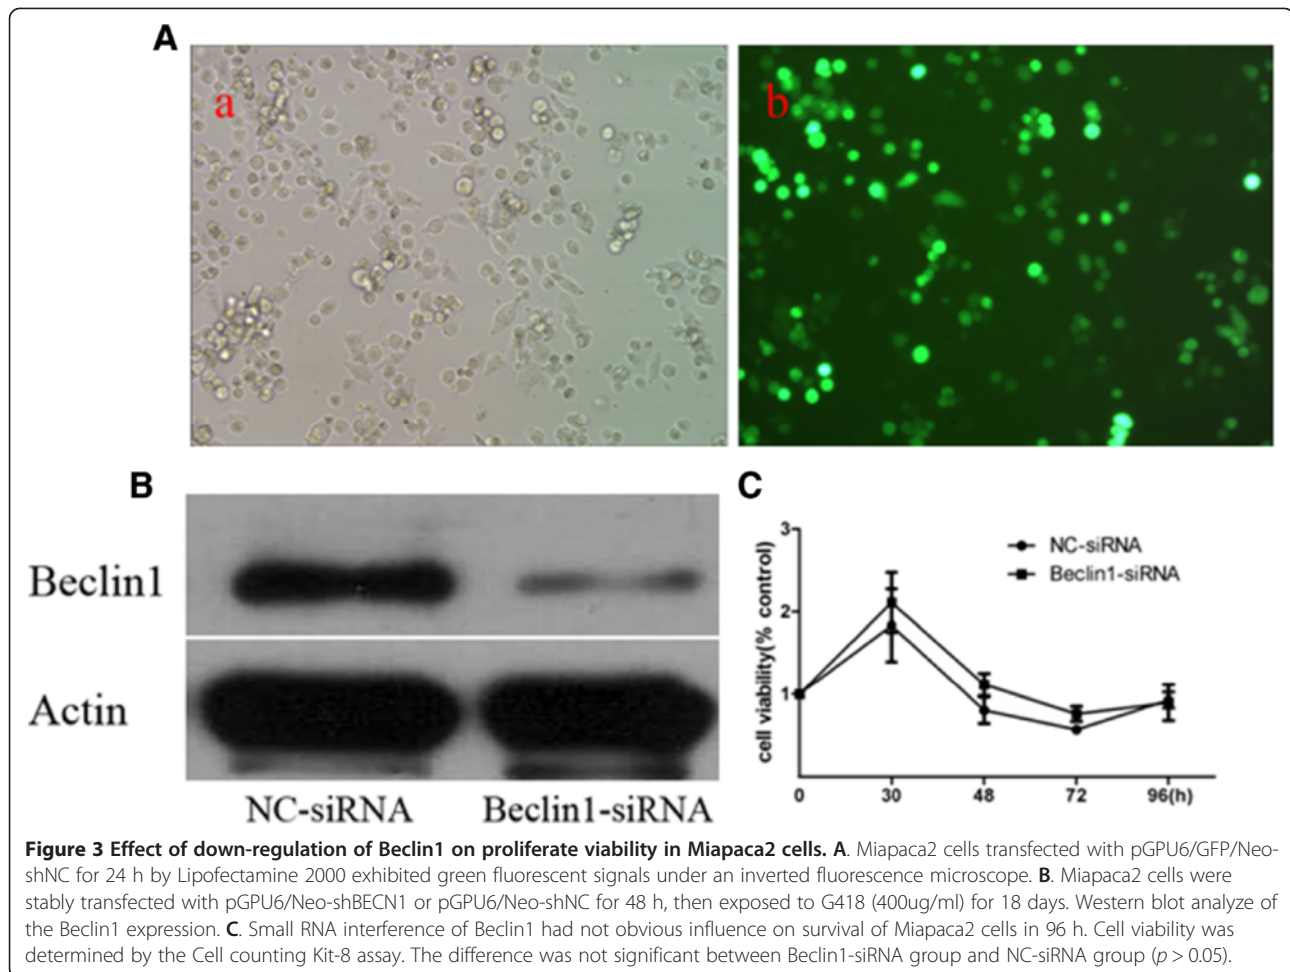 A
a
b
B
Beclin1
Actin
NC-siRNA Beclin1-siRNA
C
cell viability(% control)
3
2
1
NC-siRNA
Beclin1-siRNA
0 30 48 72 96(h)
Figure 3 Effect of down-regulation of Beclin1 on proliferate viability in Miapaca2 cells. A. Miapaca2 cells transfected with pGPU6/GFP/Neo-
shNC for 24 h by Lipofectamine 2000 exhibited green fluorescent signals under an inverted fluorescence microscope. B. Miapaca2 cells were
stably transfected with pGPU6/Neo-shBECN1 or pGPU6/Neo-shNC for 48 h, then exposed to G418 (400ug/ml) for 18 days. Western blot analyze of
the Beclin1 expression. C. Small RNA interference of Beclin1 had not obvious influence on survival of Miapaca2 cells in 96 h. Cell viability was
determined by the Cell counting Kit-8 assay. The difference was not significant between Beclin1-siRNA group and NC-siRNA group (p > 0.05).